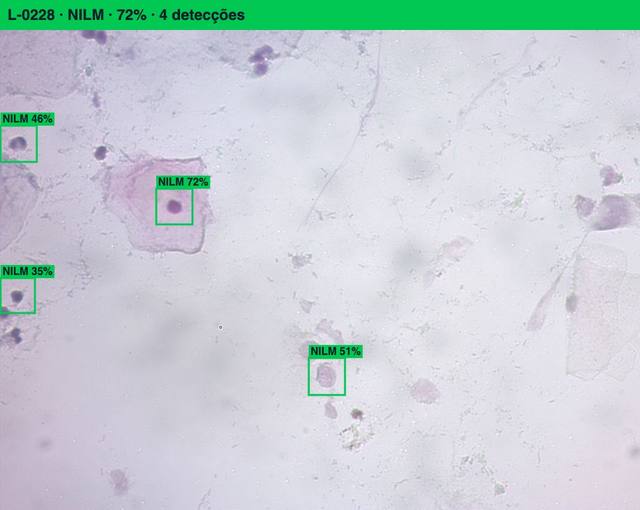 L-0228 · NILM · 72% · 4 detecções
NILM 46%
NILM 72%
NILM 35%
NILM 51%